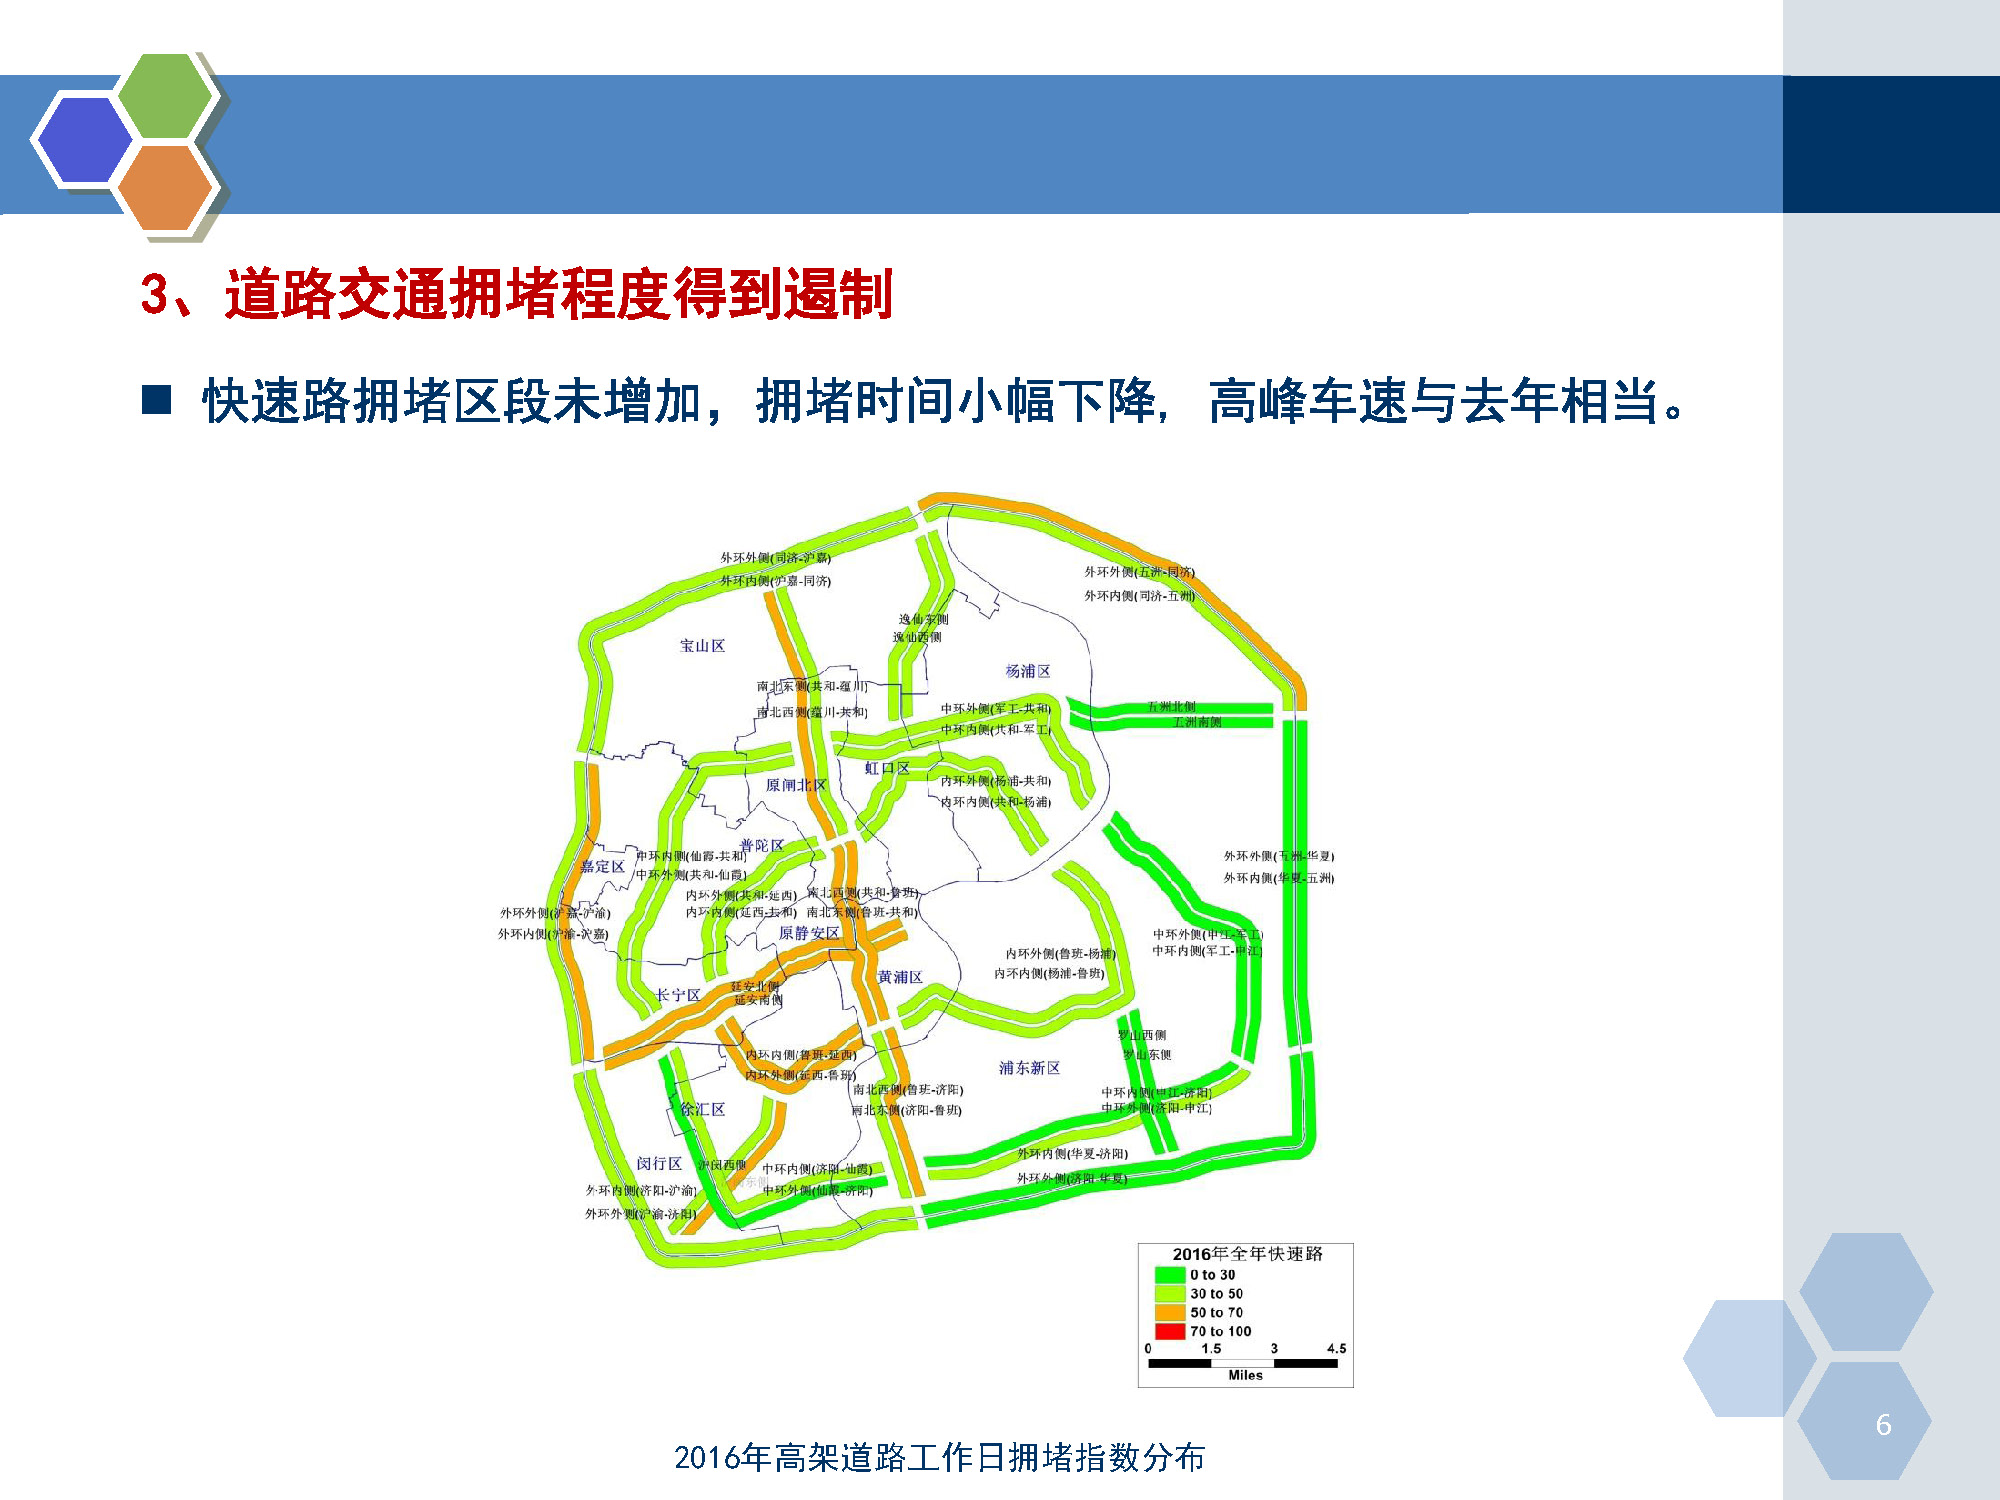 3、道路交通拥堵程度得到遏制
■ 快速路拥堵区段未增加，拥堵时间小幅下降，高峰车速与去年相当。
外环外侧(同济-沪嘉)
外环内侧(沪嘉-同济)
外环外侧(五洲-同济)
外环内侧(同济-五洲)
逸仙东侧
逸仙西侧
宝山区
杨浦区
南北东侧(共和-蕴川)
南北西侧(蕴川-共和)
中环外侧(军工-共和)
中环内侧(共和-军工)
五洲北侧
五洲南侧
虹口区
原闸北区
内环外侧(杨浦-共和)
内环内侧(共和-杨浦)
普陀区
嘉定区
中环内侧(仙霞-共和)
中环外侧(共和-仙霞)
外环外侧(五洲-华夏)
外环内侧(华夏-五洲)
内环外侧(共和-延西)
内环内侧(延西-共和)
南北西侧(共和-鲁班)
南北东侧(鲁班-共和)
外环外侧(沪嘉-沪渝)
外环内侧(沪渝-沪嘉)
原静安区
中环外侧(申江-军工)
中环内侧(军工-申江)
内环外侧(鲁班-杨浦)
内环内侧(杨浦-鲁班)
黄浦区
长宁区
延安北侧
延安南侧
罗山西侧
罗山东侧
内环内侧(鲁班-延西)
内环外侧(延西-鲁班)
浦东新区
南北西侧(鲁班-济阳)
南北东侧(济阳-鲁班)
中环内侧(申江-济阳)
中环外侧(济阳-申江)
徐汇区
闵行区
沪闵西侧
中环内侧(济阳-仙霞)
中环外侧(仙霞-济阳)
外环内侧(华夏-济阳)
外环外侧(济阳-华夏)
外环内侧(济阳-沪渝)
外环外侧(沪渝-济阳)
2016年全年快速路
0 to 30
30 to 50
50 to 70
70 to 100
0 1.5 3 4.5
Miles
2016年高架道路工作日拥堵指数分布
6